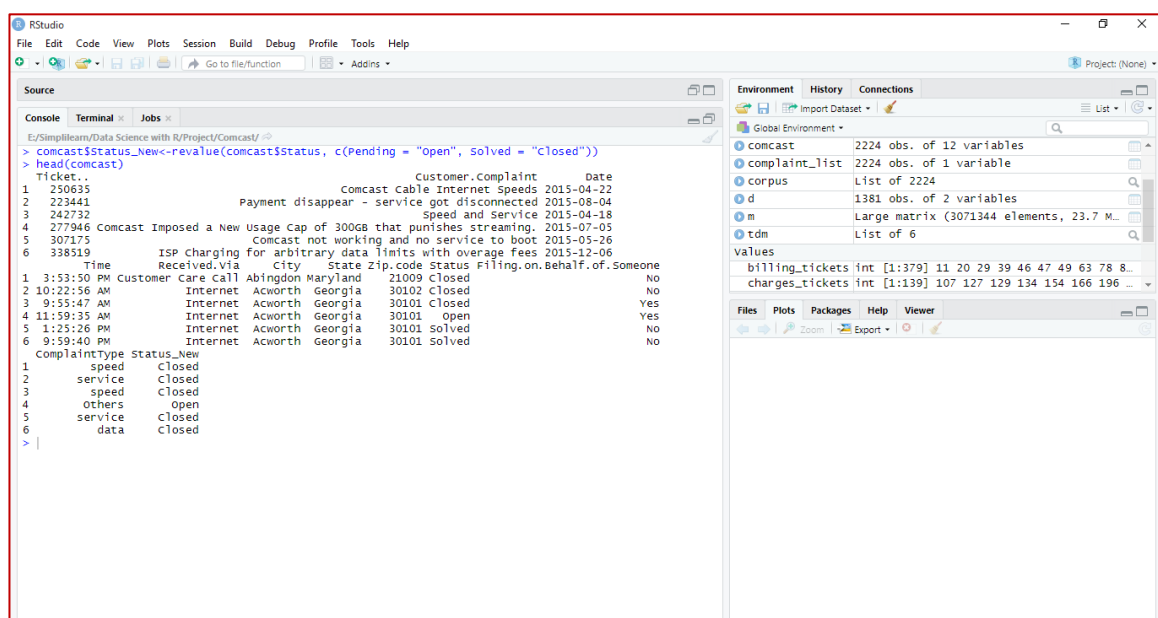 RStudio
File Edit Code View Plots Session Build Debug Profile Tools Help
Go to file/function Addins Project: (None)
Source
Console Terminal Jobs
E:/Simplilearn/Data Science with R/Project/Comcast/
> comcast$Status_New<-revalue(comcast$Status, c(Pending = "Open", Solved = "Closed"))
> head(comcast)
Ticket.. Customer.Complaint Date
1 250635 Comcast Cable Internet Speeds 2015-04-22
2 223441 Payment disappear - service got disconnected 2015-08-04
3 242732 Speed and Service 2015-04-18
4 277946 Comcast Imposed a New Usage Cap of 300GB that punishes streaming. 2015-07-05
5 307175 Comcast not working and no service to boot 2015-05-26
6 338519 ISP Charging for arbitrary data limits with overage fees 2015-12-06
Time Received.Via City State Zip.code Status Filing.on.Behalf.of.Someone
1 3:53:50 PM Customer Care Call Abingdon Maryland 21009 Closed No
2 10:22:56 AM Internet Acworth Georgia 30102 Closed No
3 9:55:47 AM Internet Acworth Georgia 30101 Closed Yes
4 11:59:35 AM Internet Acworth Georgia 30101 Open Yes
5 1:25:26 PM Internet Acworth Georgia 30101 Solved No
6 9:59:40 PM Internet Acworth Georgia 30101 Solved No
ComplaintType Status_New
1 speed Closed
2 service Closed
3 speed Closed
4 Others Open
5 service Closed
6 data Closed
>
Environment History Connections
Import Dataset List
Global Environment
comcast 2224 obs. of 12 variables
complaint_list 2224 obs. of 1 variable
corpus List of 2224
d 1381 obs. of 2 variables
m Large matrix (3071344 elements, 23.7 M…
tdm List of 6
Values
billing_tickets int [1:379] 11 20 29 39 46 47 49 63 78 8…
charges_tickets int [1:139] 107 127 129 134 154 166 196 …
Files Plots Packages Help Viewer
Zoom Export